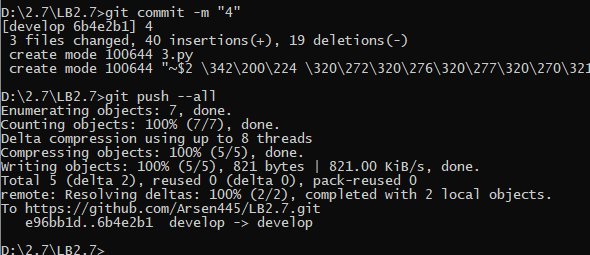 D:\2.7\LB2.7>git commit -m "4"
[develop 6b4e2b1] 4
 3 files changed, 40 insertions(+), 19 deletions(-)
 create mode 100644 3.py
 create mode 100644 "~$2 \342\200\224 \320\272\320\276\320\277\320\270\321
D:\2.7\LB2.7>git push --all
Enumerating objects: 7, done.
Counting objects: 100% (7/7), done.
Delta compression using up to 8 threads
Compressing objects: 100% (5/5), done.
Writing objects: 100% (5/5), 821 bytes | 821.00 KiB/s, done.
Total 5 (delta 2), reused 0 (delta 0), pack-reused 0
remote: Resolving deltas: 100% (2/2), completed with 2 local objects.
To https://github.com/Arsen445/LB2.7.git
   e96bb1d..6b4e2b1  develop -> develop
D:\2.7\LB2.7>